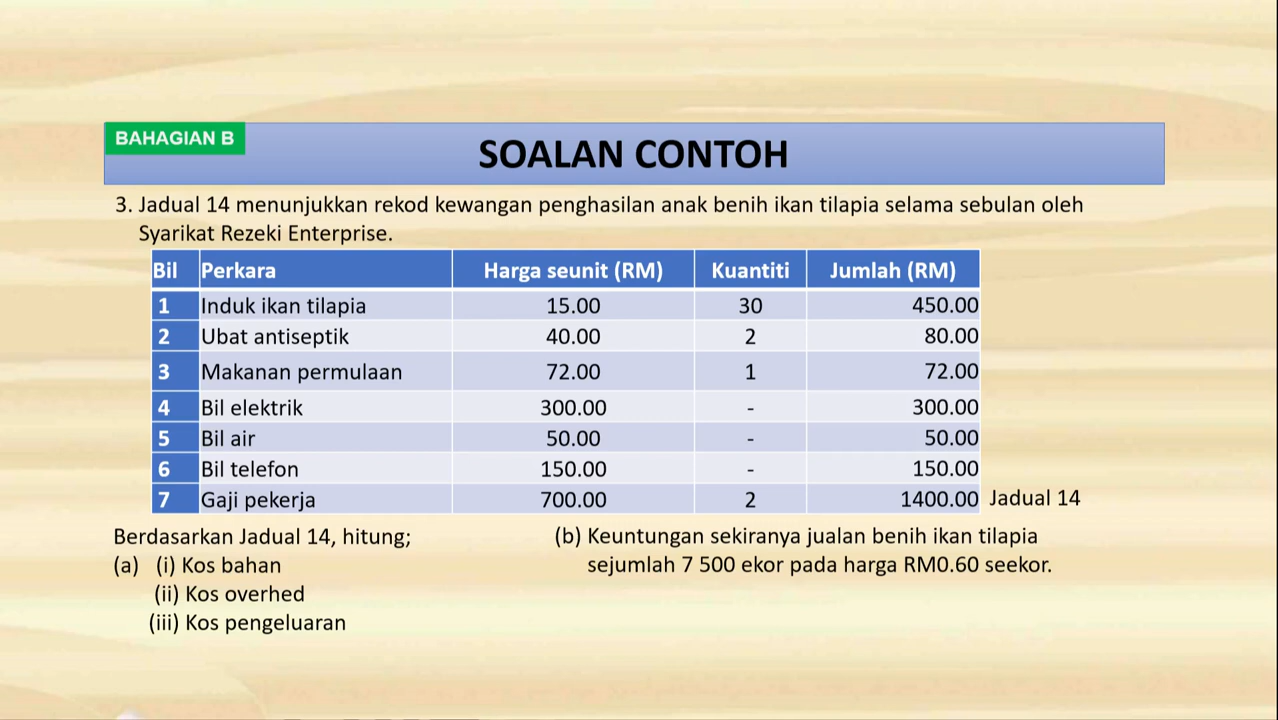 BAHAGIAN B
SOALAN CONTOH
3. Jadual 14 menunjukkan rekod kewangan penghasilan anak benih ikan tilapia selama sebulan oleh
Syarikat Rezeki Enterprise.
Bil Perkara Harga seunit (RM) Kuantiti Jumlah (RM)
1 Induk ikan tilapia 15.00 30 450.00
2 Ubat antiseptik 40.00 2 80.00
3 Makanan permulaan 72.00 1 72.00
4 Bil elektrik 300.00 - 300.00
5 Bil air 50.00 - 50.00
6 Bil telefon 150.00 - 150.00
7 Gaji pekerja 700.00 2 1400.00
Jadual 14
Berdasarkan Jadual 14, hitung;
(a) (i) Kos bahan
(ii) Kos overhed
(iii) Kos pengeluaran
(b) Keuntungan sekiranya jualan benih ikan tilapia
sejumlah 7 500 ekor pada harga RM0.60 seekor.